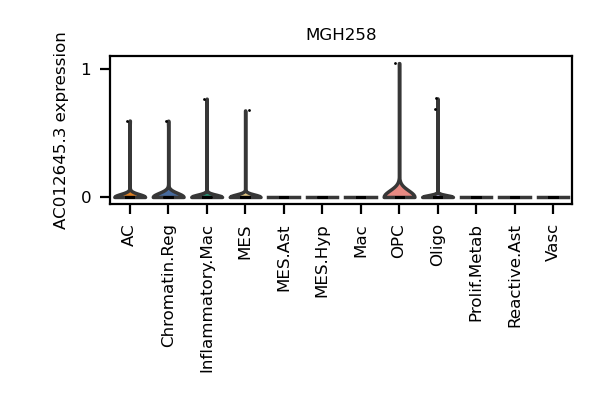 MGH258
AC012645.3 expression
1
0
AC
Chromatin.Reg
Inflammatory.Mac
MES
MES.Ast
MES.Hyp
Mac
OPC
Oligo
Prolif.Metab
Reactive.Ast
Vasc